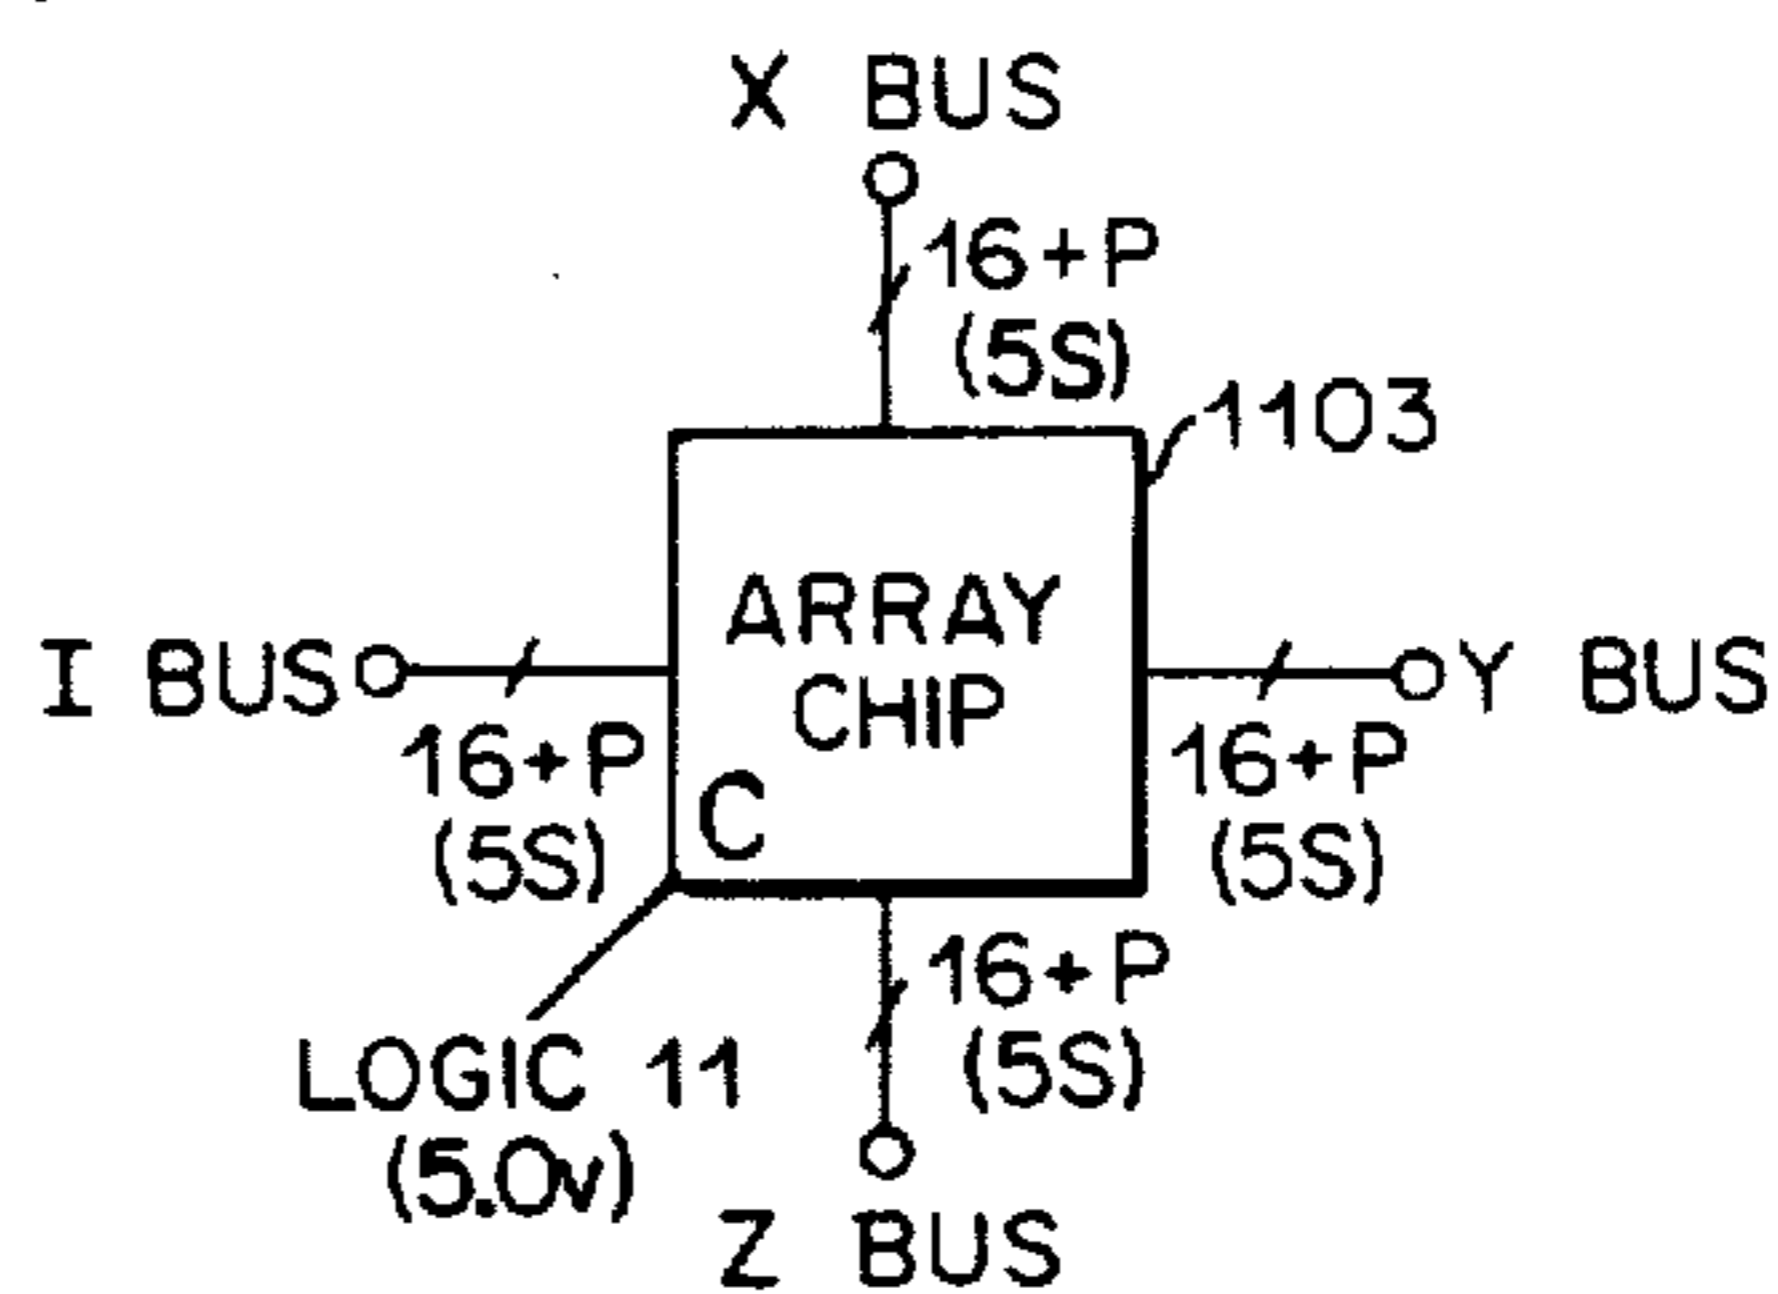 X BUS
16+P
(5S)
1103
ARRAY
CHIP
I BUS
Y BUS
16+P
(5S)
C
16+P
(5S)
16+P
(5S)
LOGIC 11
(5.0v)
Z BUS